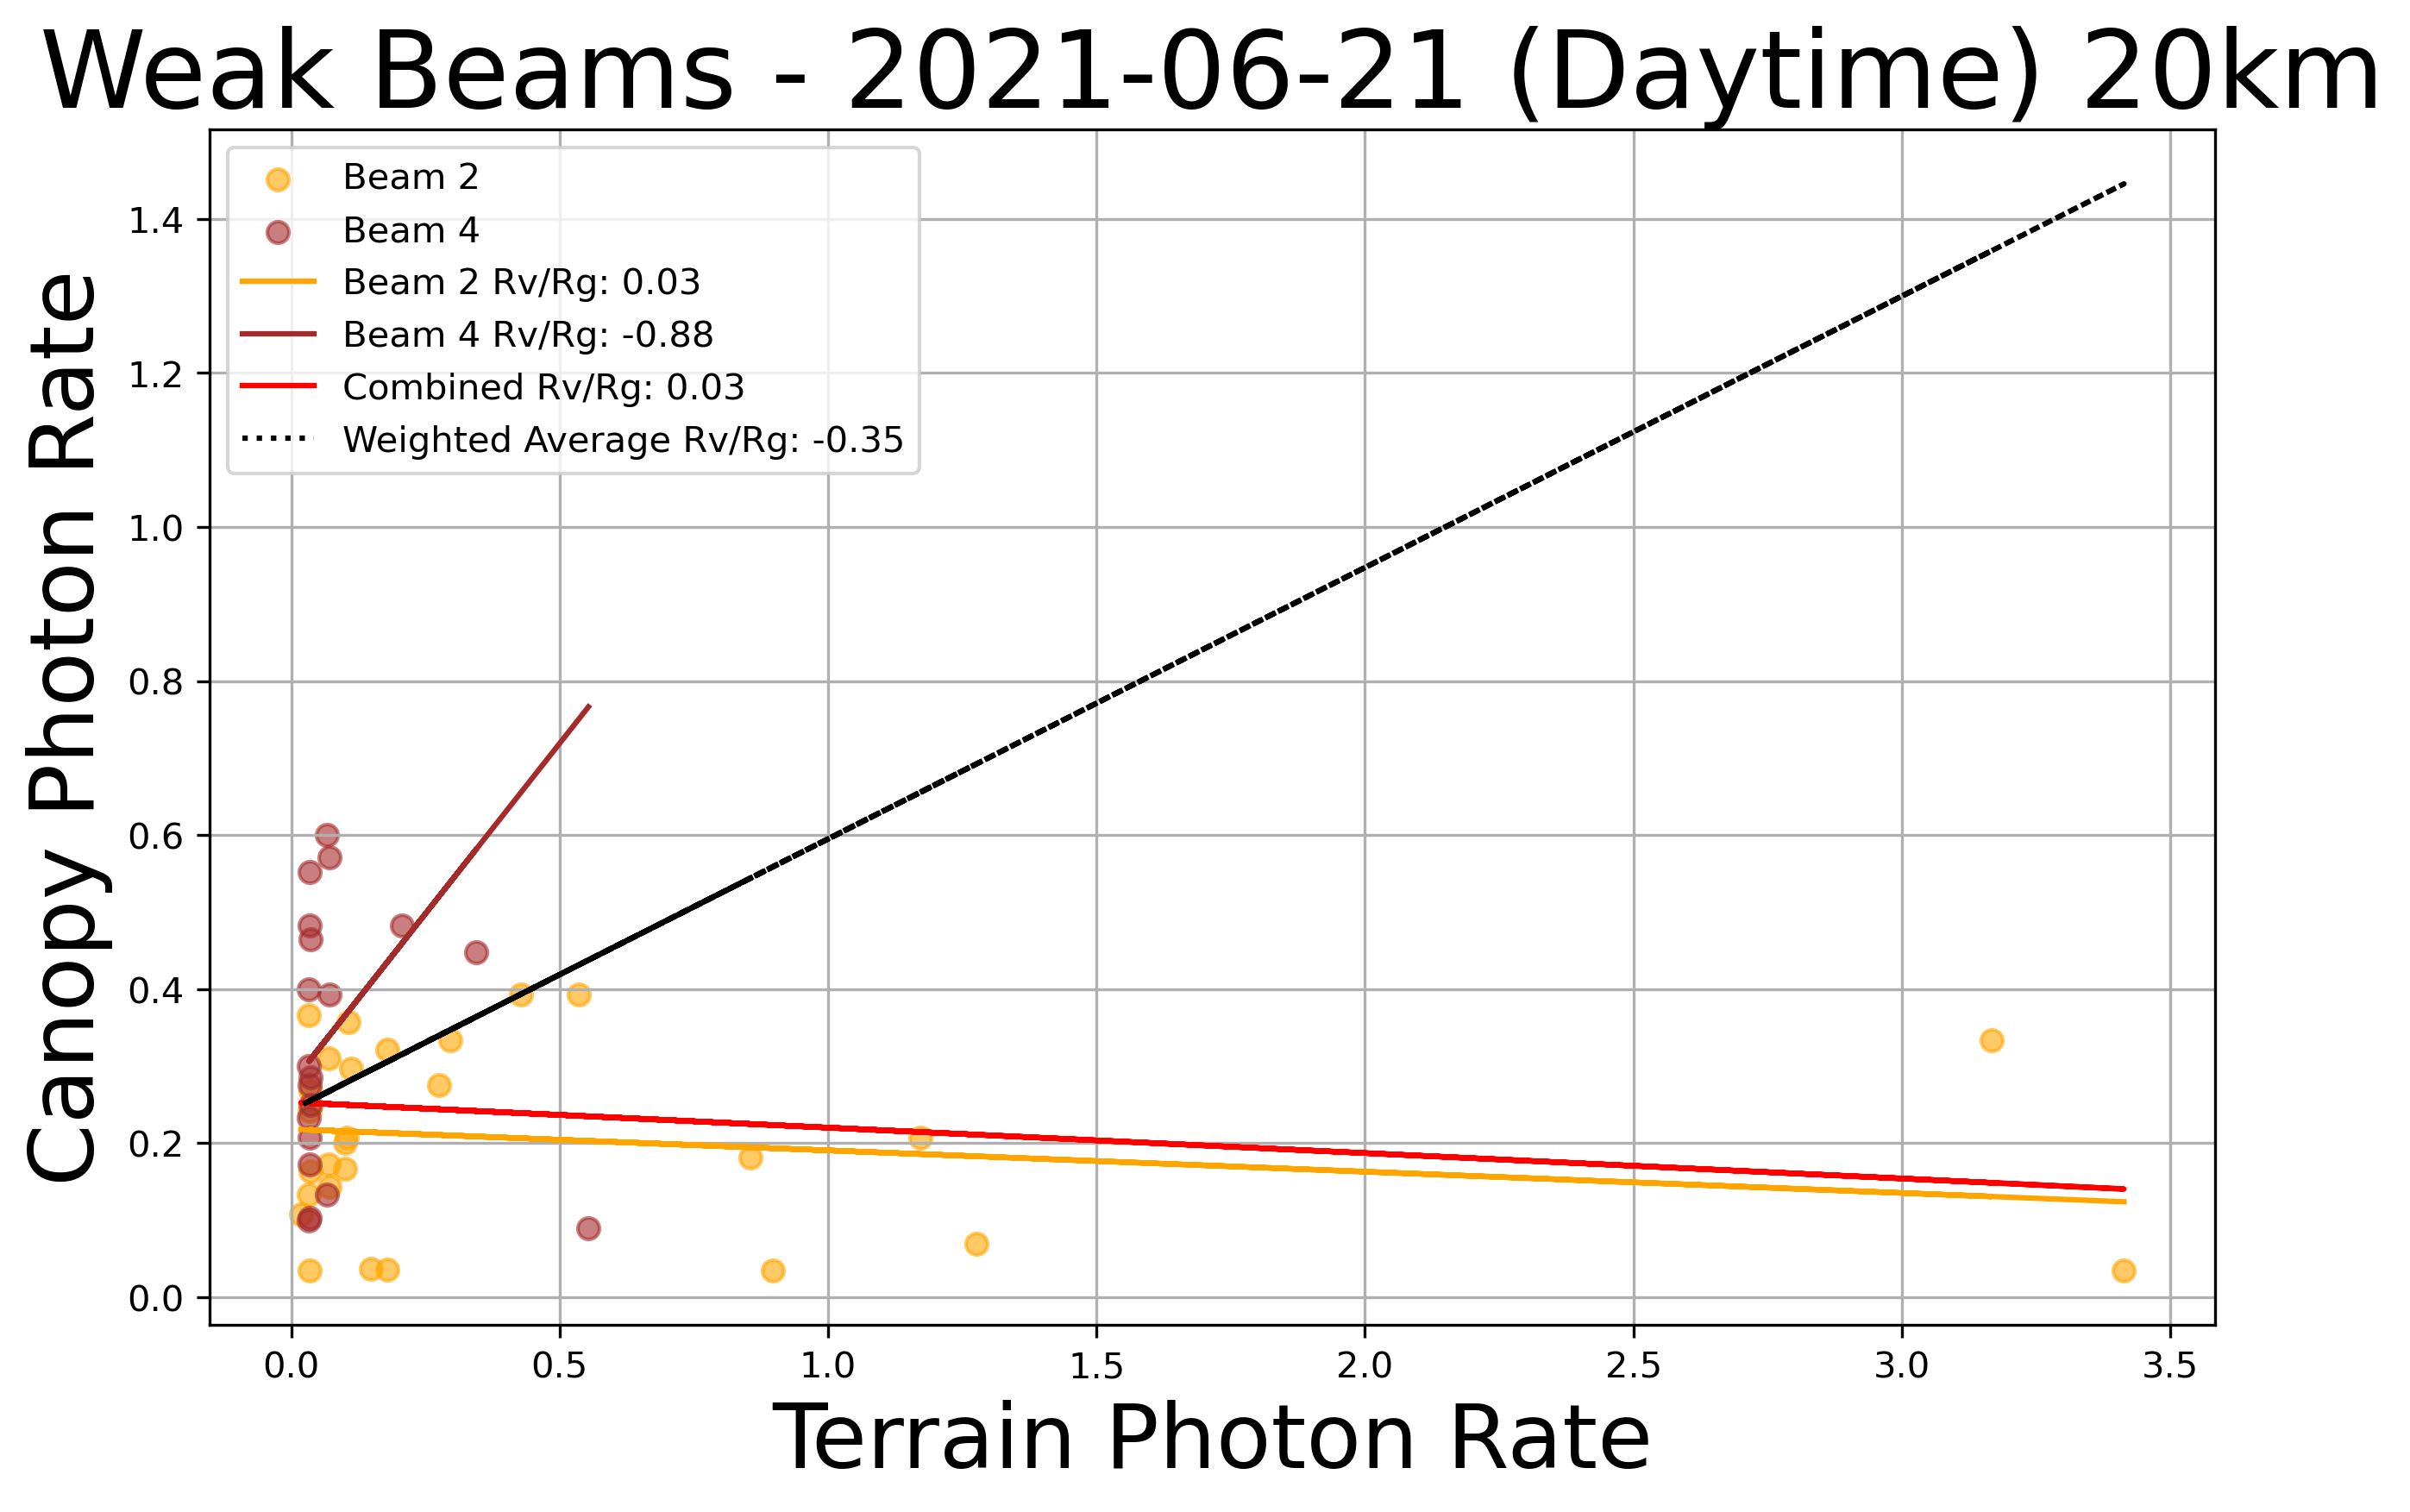 Weak Beams - 2021-06-21 (Daytime) 20km
Beam 2
Beam 4
Beam 2 Rv/Rg: 0.03
Beam 4 Rv/Rg: -0.88
Combined Rv/Rg: 0.03
Weighted Average Rv/Rg: -0.35
Canopy Photon Rate
1.4
1.2
1.0
0.8
0.6
0.4
0.2
0.0
0.0 0.5 1.0 1.5 2.0 2.5 3.0 3.5
Terrain Photon Rate